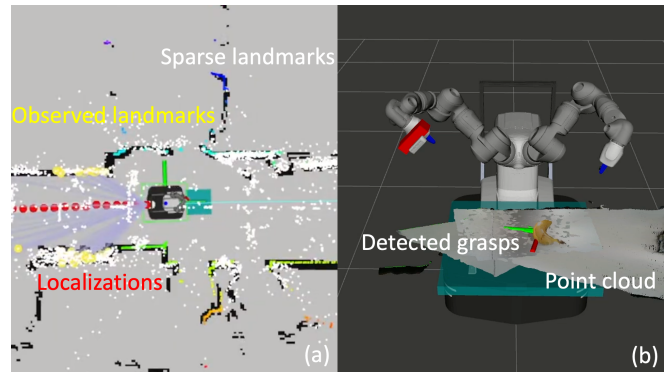 Sparse landmarks
Observed landmarks
Localizations
(a)
Detected grasps
Point cloud
(b)